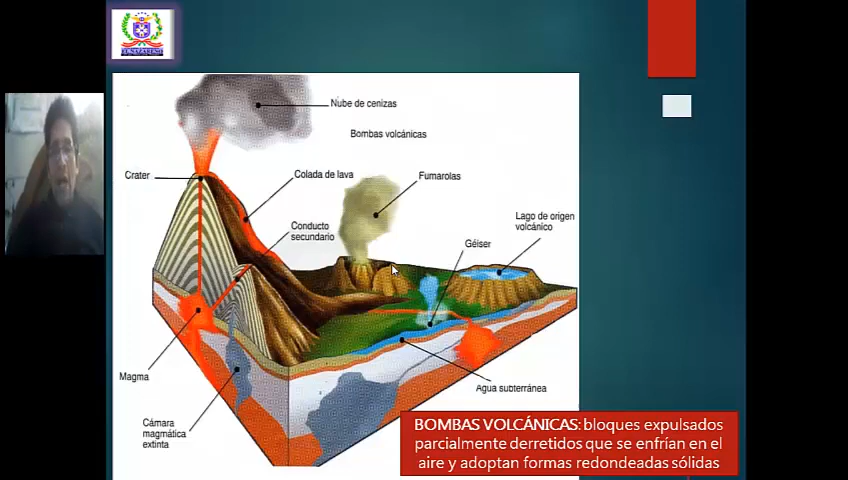 Nube de cenizas
Bombas volcánicas
Crater
Colada de lava
Fumarolas
Conducto
secundario
Lago de origen
volcánico
Géiser
Magma
Agua subterránea
Cámara
magmática
extinta
BOMBAS VOLCÁNICAS: bloques expulsados
parcialmente derretidos que se enfrían en el
aire y adoptan formas redondeadas sólidas